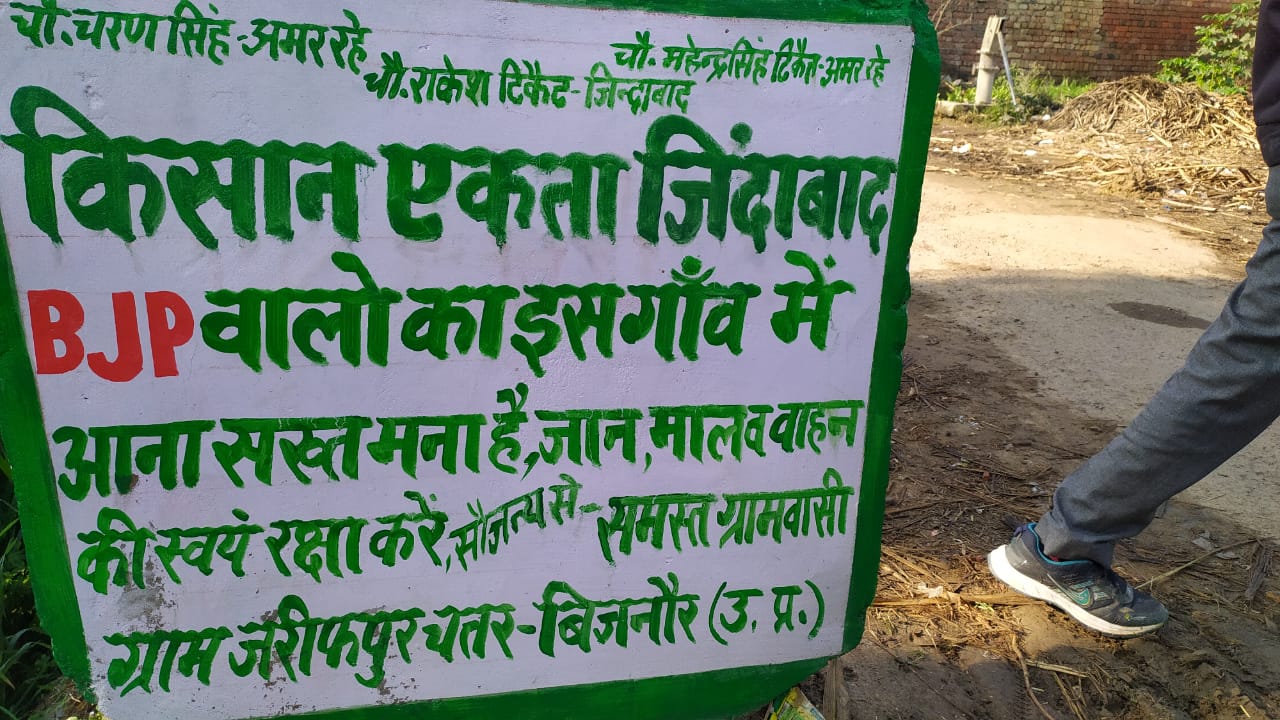 चौ. चरण सिंह - अमर रहे
चौ. महेन्द्रसिंह टिकैत - अमर रहे
चौ. राकेश टिकैट - जिन्दाबाद
किसान एकता जिंदाबाद
BJP वालो का इस गाँव में
आना सख्त मना है, जान, माल व वाहन
की स्वयं रक्षा करें, सौजन्य से - समस्त ग्रामवासी
ग्राम जरीफपुर चतर - बिजनौर (उ. प्र.)